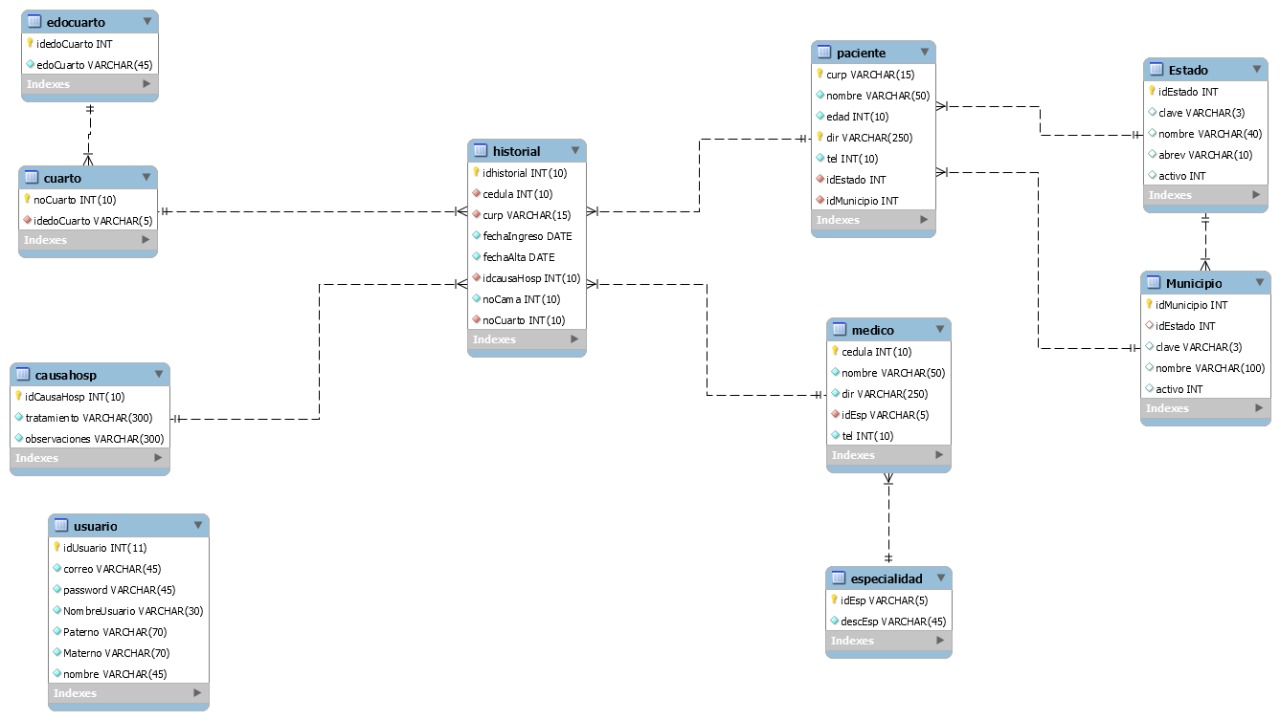 edocuarto
idedoCuarto INT
edoCuarto VARCHAR(45)
Indexes
cuarto
noCuarto INT(10)
idedoCuarto VARCHAR(5)
Indexes
causahosp
idCausaHosp INT(10)
tratamiento VARCHAR(300)
observaciones VARCHAR(300)
Indexes
usuario
idUsuario INT(11)
correo VARCHAR(45)
password VARCHAR(45)
NombreUsuario VARCHAR(30)
Paterno VARCHAR(70)
Materno VARCHAR(70)
nombre VARCHAR(45)
Indexes
historial
idhistorial INT(10)
cedula INT(10)
curp VARCHAR(15)
fechaIngreso DATE
fechaAlta DATE
idcausaHosp INT(10)
noCama INT(10)
noCuarto INT(10)
Indexes
paciente
curp VARCHAR(15)
nombre VARCHAR(50)
edad INT(10)
dir VARCHAR(250)
tel INT(10)
idEstado INT
idMunicipio INT
Indexes
medico
cedula INT(10)
nombre VARCHAR(50)
dir VARCHAR(250)
idEsp VARCHAR(5)
tel INT(10)
Indexes
especialidad
idEsp VARCHAR(5)
descEsp VARCHAR(45)
Indexes
Estado
idEstado INT
clave VARCHAR(3)
nombre VARCHAR(40)
abrev VARCHAR(10)
activo INT
Indexes
Municipio
idMunicipio INT
idEstado INT
clave VARCHAR(3)
nombre VARCHAR(100)
activo INT
Indexes